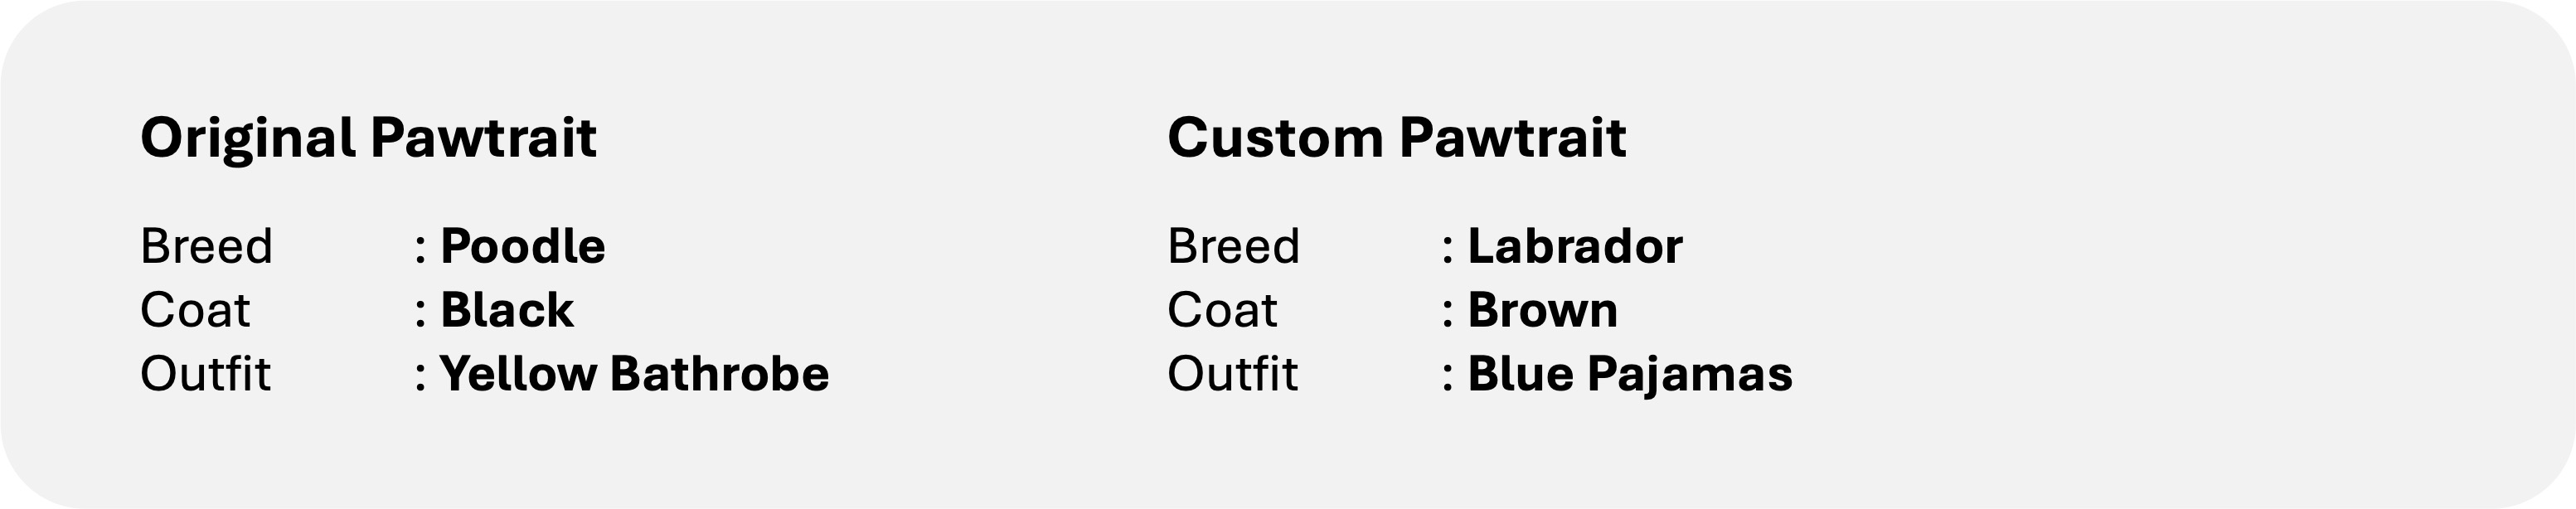 Original Pawtrait
Breed : Poodle
Coat : Black
Outfit : Yellow Bathrobe
Custom Pawtrait
Breed : Labrador
Coat : Brown
Outfit : Blue Pajamas